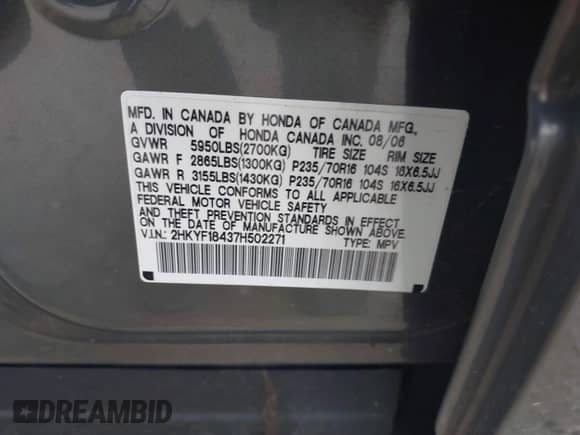 MFD. IN CANADA BY HONDA OF CANADA MFG.,
A DIVISION OF HONDA CANADA INC. 08/06
GVWR 5950LBS(2700KG) TIRE SIZE RIM SIZE
GAWR F 2865LBS(1300KG) P235/70R16 104S 16X6.5JJ
GAWR R 3155LBS(1430KG) P235/70R16 104S 16X6.5JJ
THIS VEHICLE CONFORMS TO ALL APPLICABLE
FEDERAL MOTOR VEHICLE SAFETY
AND THEFT PREVENTION STANDARDS IN EFFECT
ON THE DATE OF MANUFACTURE SHOWN ABOVE.
V.I.N.: 2HKYF18437H502271 TYPE: MPV
DREAMBID